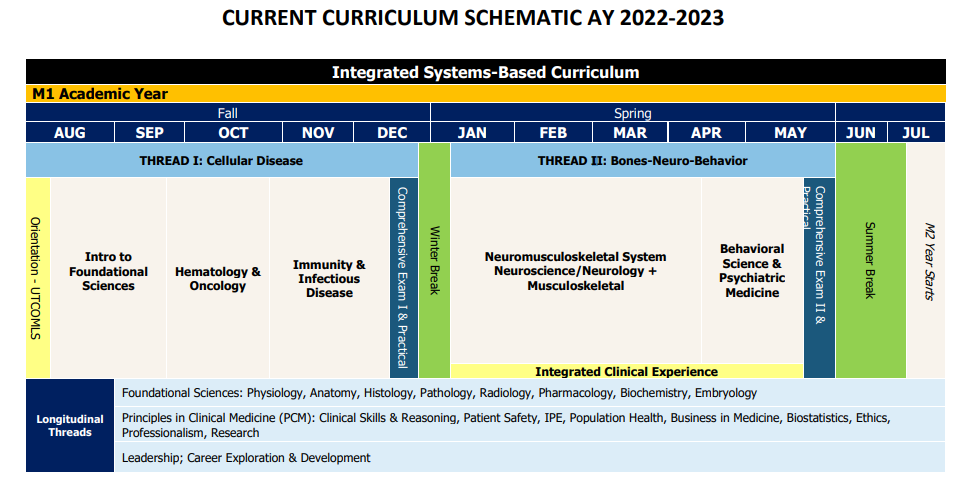 CURRENT CURRICULUM SCHEMATIC AY 2022-2023
Integrated Systems-Based Curriculum
M1 Academic Year
Fall Spring
AUG SEP OCT NOV DEC JAN FEB MAR APR MAY JUN JUL
THREAD I: Cellular Disease
THREAD II: Bones-Neuro-Behavior
Orientation - UTCOMLS
Intro to
Foundational
Sciences
Hematology &
Oncology
Immunity &
Infectious
Disease
Comprehensive Exam I & Practical
Winter Break
Neuromusculoskeletal System
Neuroscience/Neurology +
Musculoskeletal
Behavioral
Science &
Psychiatric
Medicine
Comprehensive Exam II &
Practical
Summer Break
M2 Year Starts
Integrated Clinical Experience
Longitudinal
Threads
Foundational Sciences: Physiology, Anatomy, Histology, Pathology, Radiology, Pharmacology, Biochemistry, Embryology
Principles in Clinical Medicine (PCM): Clinical Skills & Reasoning, Patient Safety, IPE, Population Health, Business in Medicine, Biostatistics, Ethics,
Professionalism, Research
Leadership; Career Exploration & Development